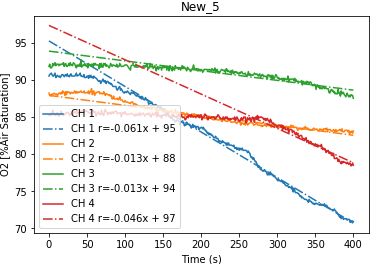 New_5
O2 [%Air Saturation]
95
90
85
80
75
70
CH 1
CH 1 r=-0.061x + 95
CH 2
CH 2 r=-0.013x + 88
CH 3
CH 3 r=-0.013x + 94
CH 4
CH 4 r=-0.046x + 97
0 50 100 150 200 250 300 350 400
Time (s)